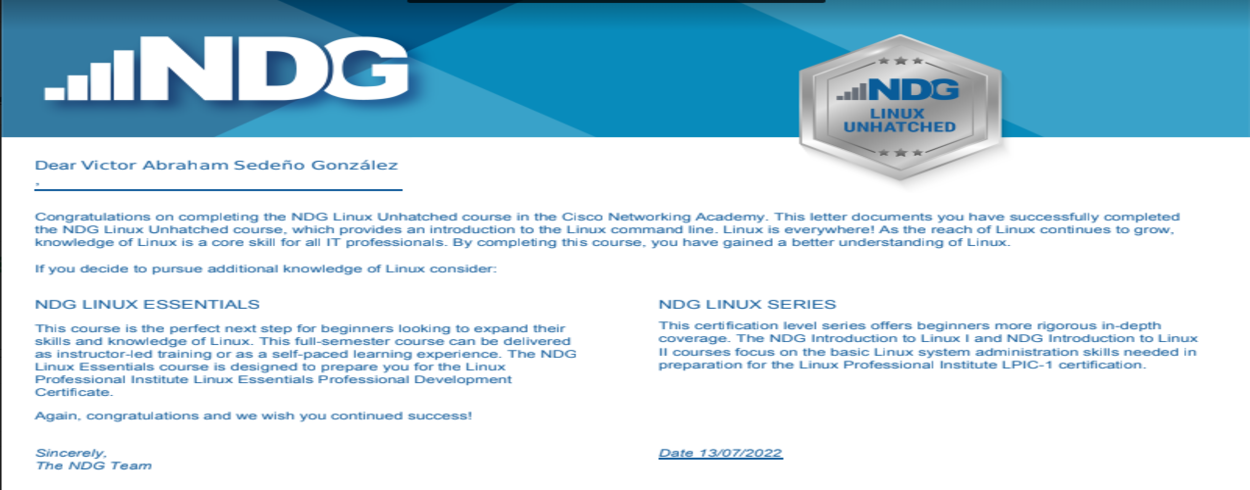 NDG
NDG
LINUX
UNHATCHED
Dear Victor Abraham Sedeño González
,
Congratulations on completing the NDG Linux Unhatched course in the Cisco Networking Academy. This letter documents you have successfully completed
the NDG Linux Unhatched course, which provides an introduction to the Linux command line. Linux is everywhere! As the reach of Linux continues to grow,
knowledge of Linux is a core skill for all IT professionals. By completing this course, you have gained a better understanding of Linux.
If you decide to pursue additional knowledge of Linux consider:
NDG LINUX ESSENTIALS
This course is the perfect next step for beginners looking to expand their
skills and knowledge of Linux. This full-semester course can be delivered
as instructor-led training or as a self-paced learning experience. The NDG
Linux Essentials course is designed to prepare you for the Linux
Professional Institute Linux Essentials Professional Development
Certificate.
NDG LINUX SERIES
This certification level series offers beginners more rigorous in-depth
coverage. The NDG Introduction to Linux I and NDG Introduction to Linux
II courses focus on the basic Linux system administration skills needed in
preparation for the Linux Professional Institute LPIC-1 certification.
Again, congratulations and we wish you continued success!
Sincerely,
The NDG Team
Date 13/07/2022